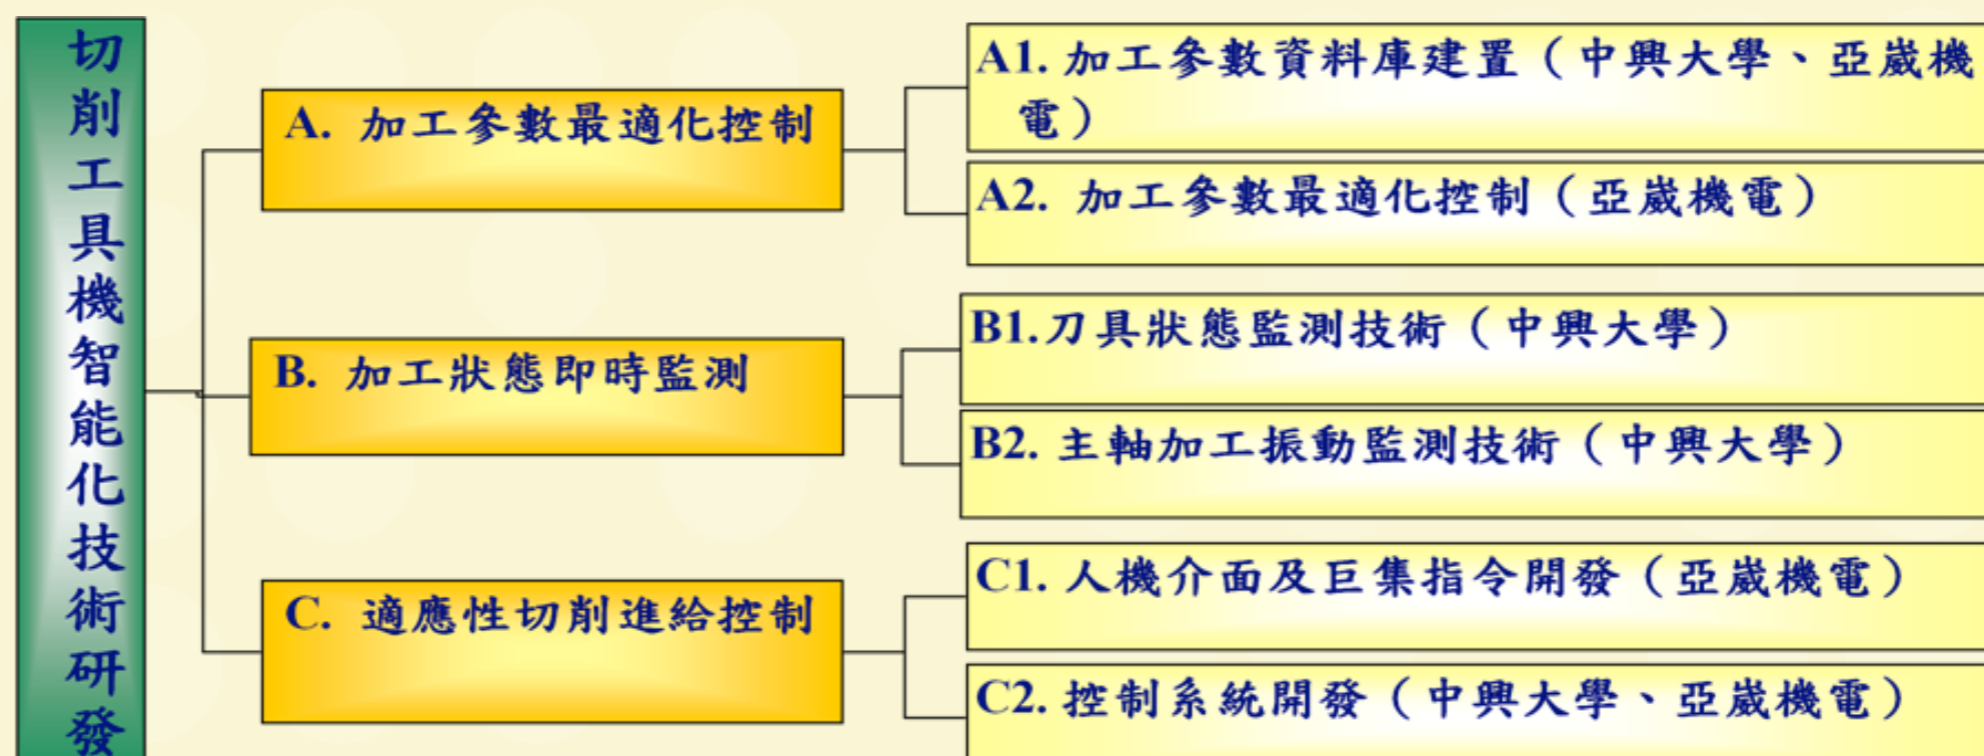 切削工具機智能化技術研發
A. 加工參數最適化控制
A1. 加工參數資料庫建置（中興大學、亞崴機
電）
A2. 加工參數最適化控制（亞崴機電）
B. 加工狀態即時監測
B1.刀具狀態監測技術（中興大學）
B2. 主軸加工振動監測技術（中興大學）
C. 適應性切削進給控制
C1. 人機介面及巨集指令開發（亞崴機電）
C2. 控制系統開發（中興大學、亞崴機電）